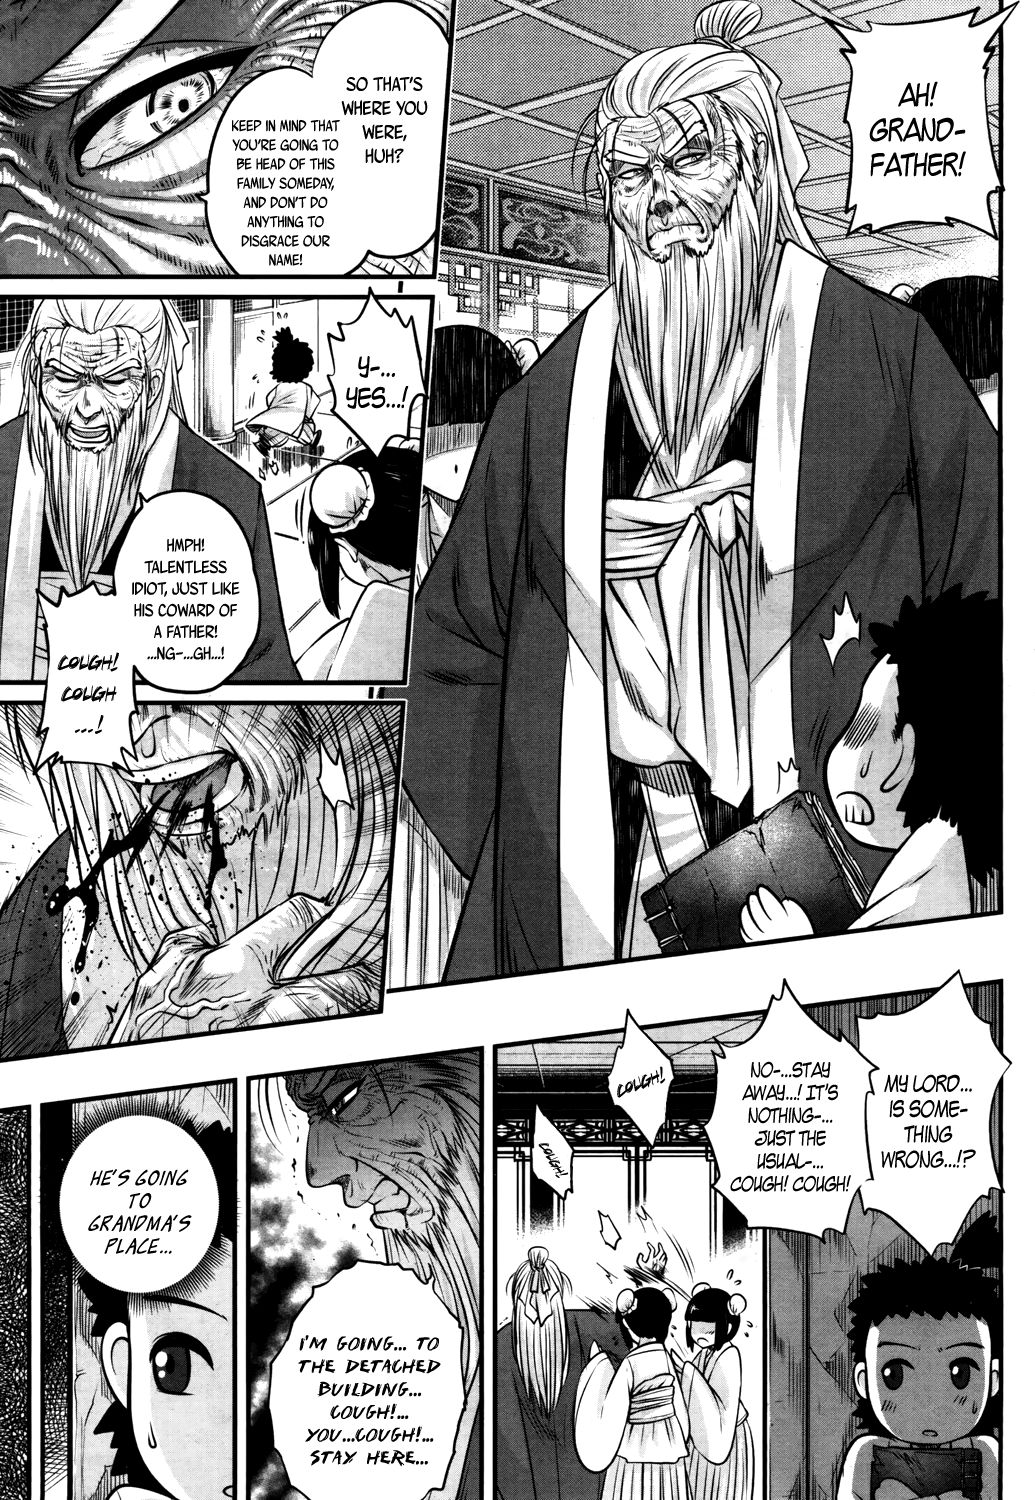 AH!
GRAND-
FATHER!
SO THAT'S
WHERE YOU
WERE,
HUH?
KEEP IN MIND THAT
YOU'RE GOING TO
BE HEAD OF THIS
FAMILY SOMEDAY,
AND DON'T DO
ANYTHING TO
DISGRACE OUR
NAME!
Y-...
YES...!
HMPH!
TALENTLESS
IDIOT, JUST LIKE
HIS COWARD OF
A FATHER!
...NG-...GH...!
COUGH!
COUGH
....!
MY LORD...
IS SOME-
THING
WRONG...!?
NO-...STAY
AWAY...! IT'S
NOTHING-...
JUST THE
USUAL-...
COUGH! COUGH!
COUGH!
COUGH!
I'M GOING... TO
THE DETACHED
BUILDING...
COUGH!...
YOU...COUGH!...
STAY HERE...
HE'S GOING
TO
GRANDMA'S
PLACE...